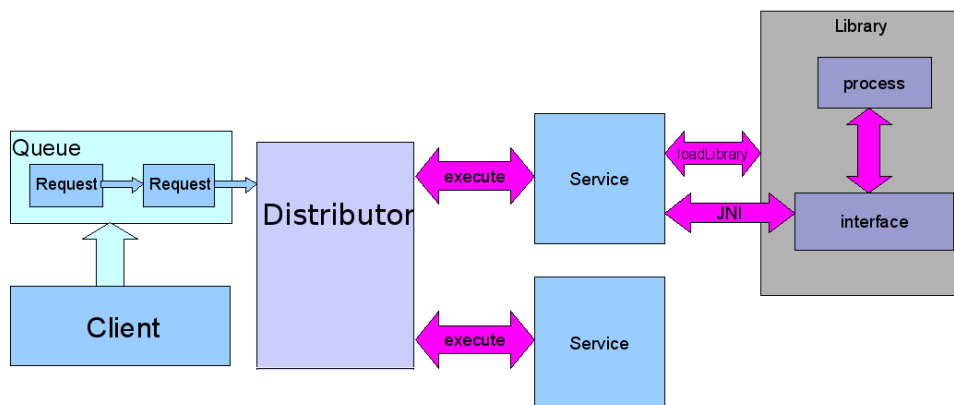 Library
process
Queue
Request
Request
loadLibrary
execute
Service
Distributor
JNI
interface
Client
execute
Service